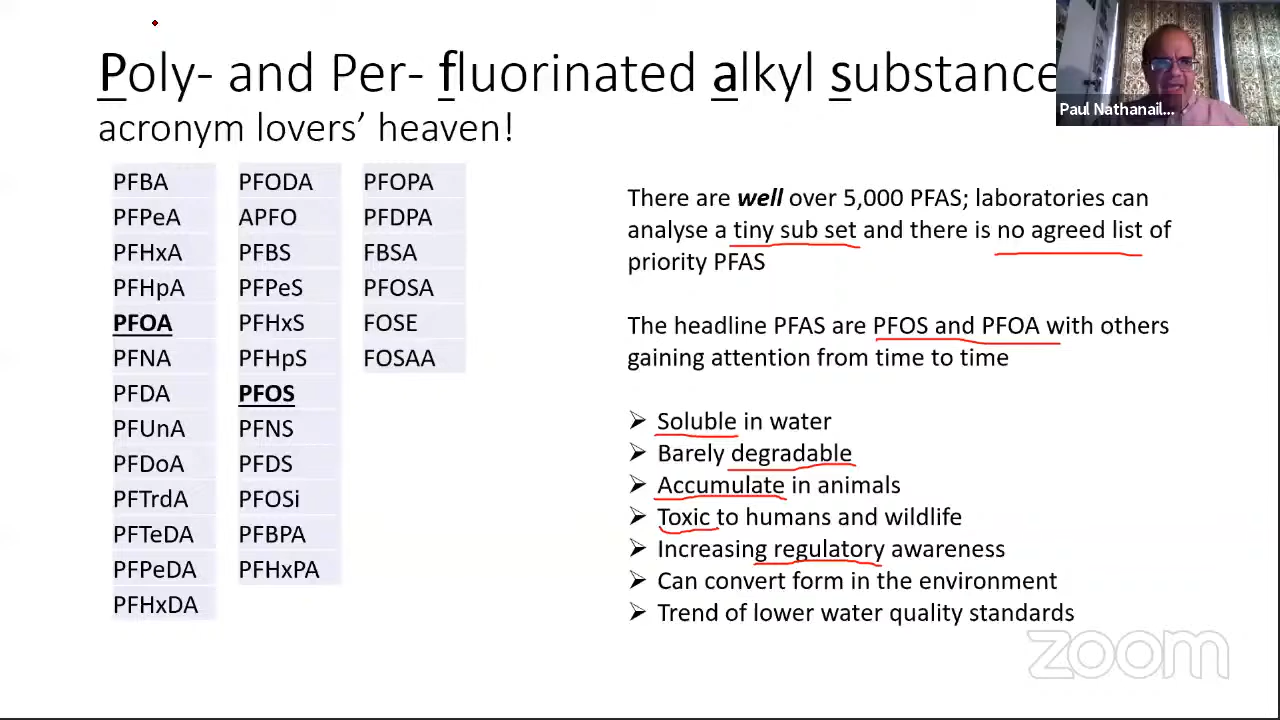 Poly- and Per- fluorinated alkyl substance
acronym lovers’ heaven!
Paul Nathanail...
PFBA
PFPeA
PFHxA
PFHpA
PFOA
PFNA
PFDA
PFUnA
PFDoA
PFTrdA
PFTeDA
PFPeDA
PFHxDA
PFODA
APFO
PFBS
PFPeS
PFHxS
PFHpS
PFOS
PFNS
PFDS
PFOSi
PFBPA
PFHxPA
PFOPA
PFDPA
FBSA
PFOSA
FOSE
FOSAA
There are well over 5,000 PFAS; laboratories can
analyse a tiny sub set and there is no agreed list of
priority PFAS
The headline PFAS are PFOS and PFOA with others
gaining attention from time to time
Soluble in water
Barely degradable
Accumulate in animals
Toxic to humans and wildlife
Increasing regulatory awareness
Can convert form in the environment
Trend of lower water quality standards
zoom